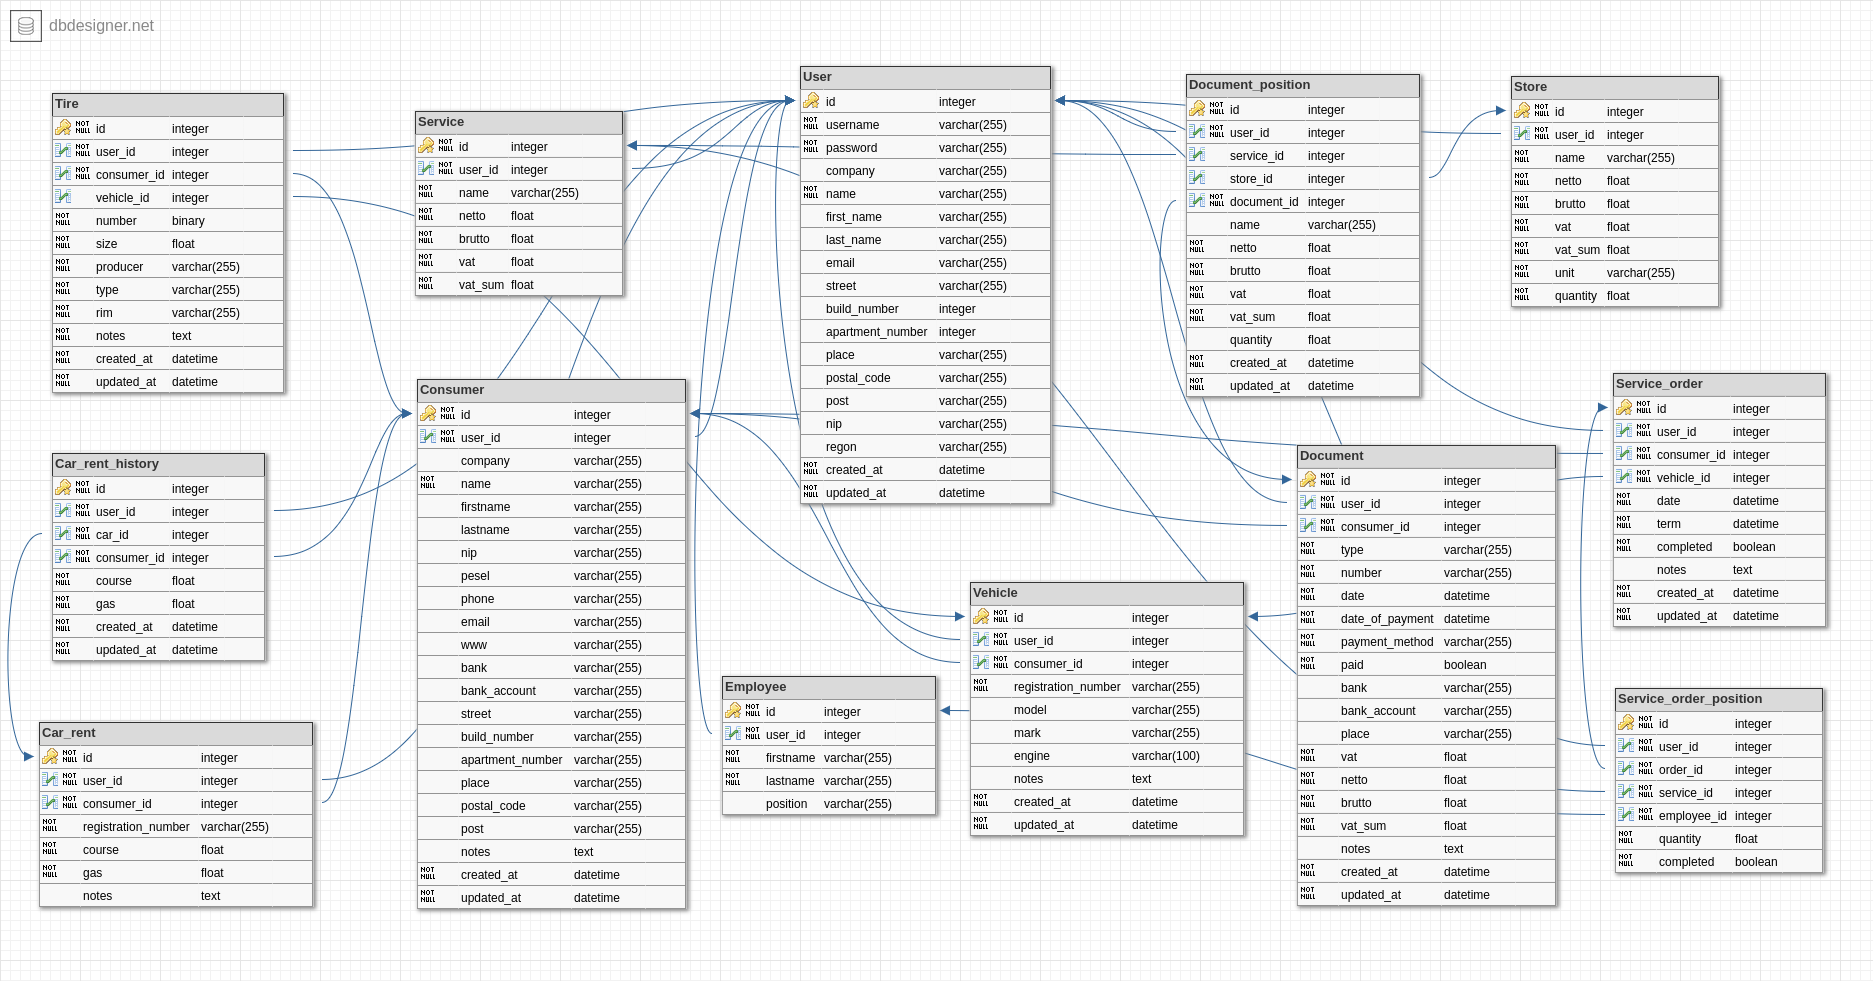 dbdesigner.net
Tire
NOT NULL id integer
NOT NULL user_id integer
NOT NULL consumer_id integer
vehicle_id integer
NOT NULL number binary
NOT NULL size float
NOT NULL producer varchar(255)
NOT NULL type varchar(255)
NOT NULL rim varchar(255)
NOT NULL notes text
NOT NULL created_at datetime
NOT NULL updated_at datetime
Service
NOT NULL id integer
NOT NULL user_id integer
NOT NULL name varchar(255)
NOT NULL netto float
NOT NULL brutto float
NOT NULL vat float
NOT NULL vat_sum float
User
NOT NULL id integer
NOT NULL username varchar(255)
NOT NULL password varchar(255)
company varchar(255)
NOT NULL name varchar(255)
first_name varchar(255)
last_name varchar(255)
email varchar(255)
street varchar(255)
build_number integer
apartment_number integer
place varchar(255)
postal_code varchar(255)
post varchar(255)
nip varchar(255)
regon varchar(255)
NOT NULL created_at datetime
NOT NULL updated_at datetime
Document_position
NOT NULL id integer
NOT NULL user_id integer
service_id integer
store_id integer
NOT NULL document_id integer
name varchar(255)
NOT NULL netto float
NOT NULL brutto float
NOT NULL vat float
NOT NULL vat_sum float
quantity float
NOT NULL created_at datetime
NOT NULL updated_at datetime
Store
NOT NULL id integer
NOT NULL user_id integer
NOT NULL name varchar(255)
NOT NULL netto float
NOT NULL brutto float
NOT NULL vat float
NOT NULL vat_sum float
NOT NULL unit varchar(255)
NOT NULL quantity float
Consumer
NOT NULL id integer
NOT NULL user_id integer
company varchar(255)
NOT NULL name varchar(255)
firstname varchar(255)
lastname varchar(255)
nip varchar(255)
pesel varchar(255)
phone varchar(255)
email varchar(255)
www varchar(255)
bank varchar(255)
bank_account varchar(255)
street varchar(255)
build_number varchar(255)
apartment_number varchar(255)
place varchar(255)
postal_code varchar(255)
post varchar(255)
notes text
NOT NULL created_at datetime
NOT NULL updated_at datetime
Service_order
NOT NULL id integer
NOT NULL user_id integer
NOT NULL consumer_id integer
NOT NULL vehicle_id integer
NOT NULL date datetime
NOT NULL term datetime
NOT NULL completed boolean
notes text
NOT NULL created_at datetime
NOT NULL updated_at datetime
Car_rent_history
NOT NULL id integer
NOT NULL user_id integer
NOT NULL car_id integer
NOT NULL consumer_id integer
NOT NULL course float
NOT NULL gas float
NOT NULL created_at datetime
NOT NULL updated_at datetime
Document
NOT NULL id integer
NOT NULL user_id integer
NOT NULL consumer_id integer
NOT NULL type varchar(255)
NOT NULL number varchar(255)
NOT NULL date datetime
NOT NULL date_of_payment datetime
NOT NULL payment_method varchar(255)
NOT NULL paid boolean
bank varchar(255)
bank_account varchar(255)
place varchar(255)
NOT NULL vat float
NOT NULL netto float
NOT NULL brutto float
NOT NULL vat_sum float
notes text
NOT NULL created_at datetime
NOT NULL updated_at datetime
Vehicle
NOT NULL id integer
NOT NULL user_id integer
NOT NULL consumer_id integer
NOT NULL registration_number varchar(255)
model varchar(255)
mark varchar(255)
engine varchar(100)
notes text
NOT NULL created_at datetime
NOT NULL updated_at datetime
Employee
NOT NULL id integer
NOT NULL user_id integer
NOT NULL firstname varchar(255)
NOT NULL lastname varchar(255)
position varchar(255)
Service_order_position
NOT NULL id integer
NOT NULL user_id integer
NOT NULL order_id integer
NOT NULL service_id integer
NOT NULL employee_id integer
NOT NULL quantity float
NOT NULL completed boolean
Car_rent
NOT NULL id integer
NOT NULL user_id integer
NOT NULL consumer_id integer
NOT NULL registration_number varchar(255)
NOT NULL course float
NOT NULL gas float
notes text